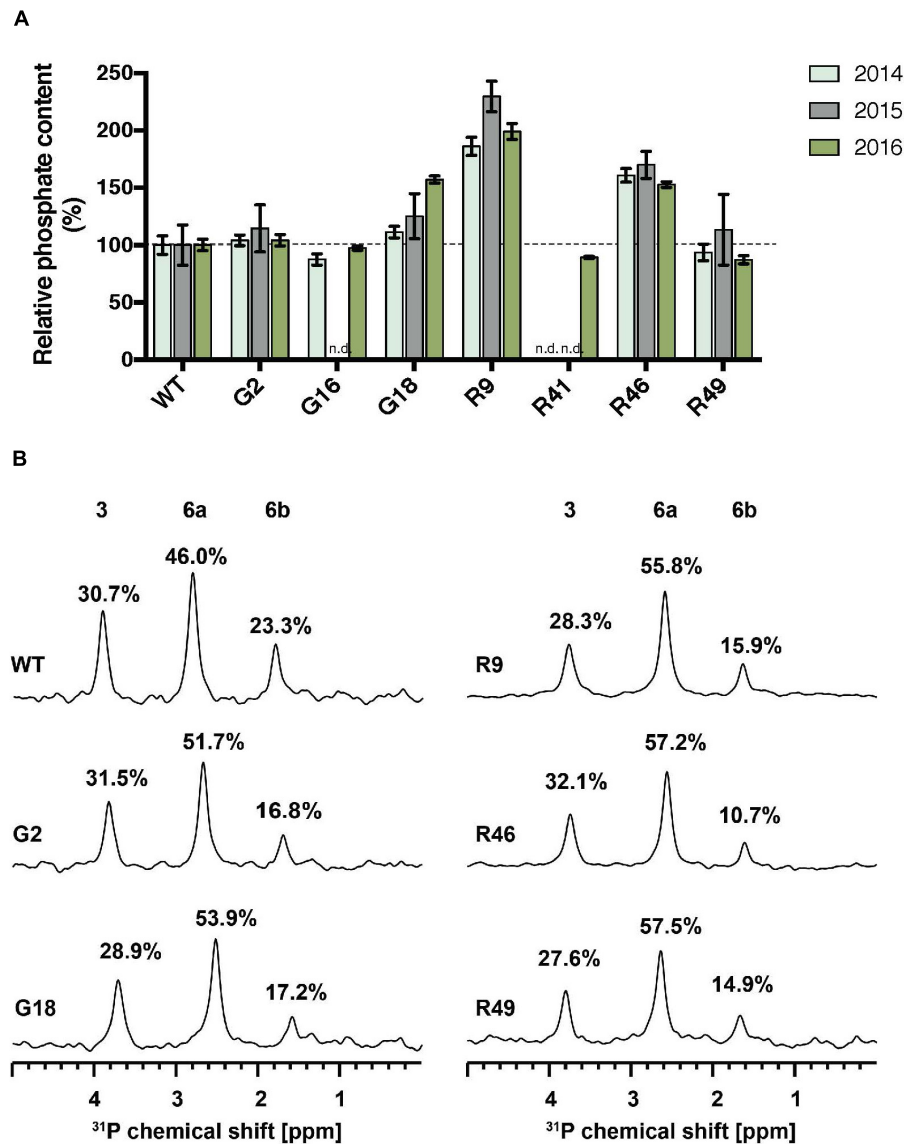 A
Relative phosphate content
(%)
250
200
150
100
50
0
n.d.
n.d. n.d.
WT G2 G16 G18 R9 R41 R46 R49
2014
2015
2016
B
3 6a 6b
WT
30.7% 46.0% 23.3%
G2
31.5% 51.7% 16.8%
G18
28.9% 53.9% 17.2%
4 3 2 1
³¹P chemical shift [ppm]
3 6a 6b
R9
28.3% 55.8% 15.9%
R46
32.1% 57.2% 10.7%
R49
27.6% 57.5% 14.9%
4 3 2 1
³¹P chemical shift [ppm]